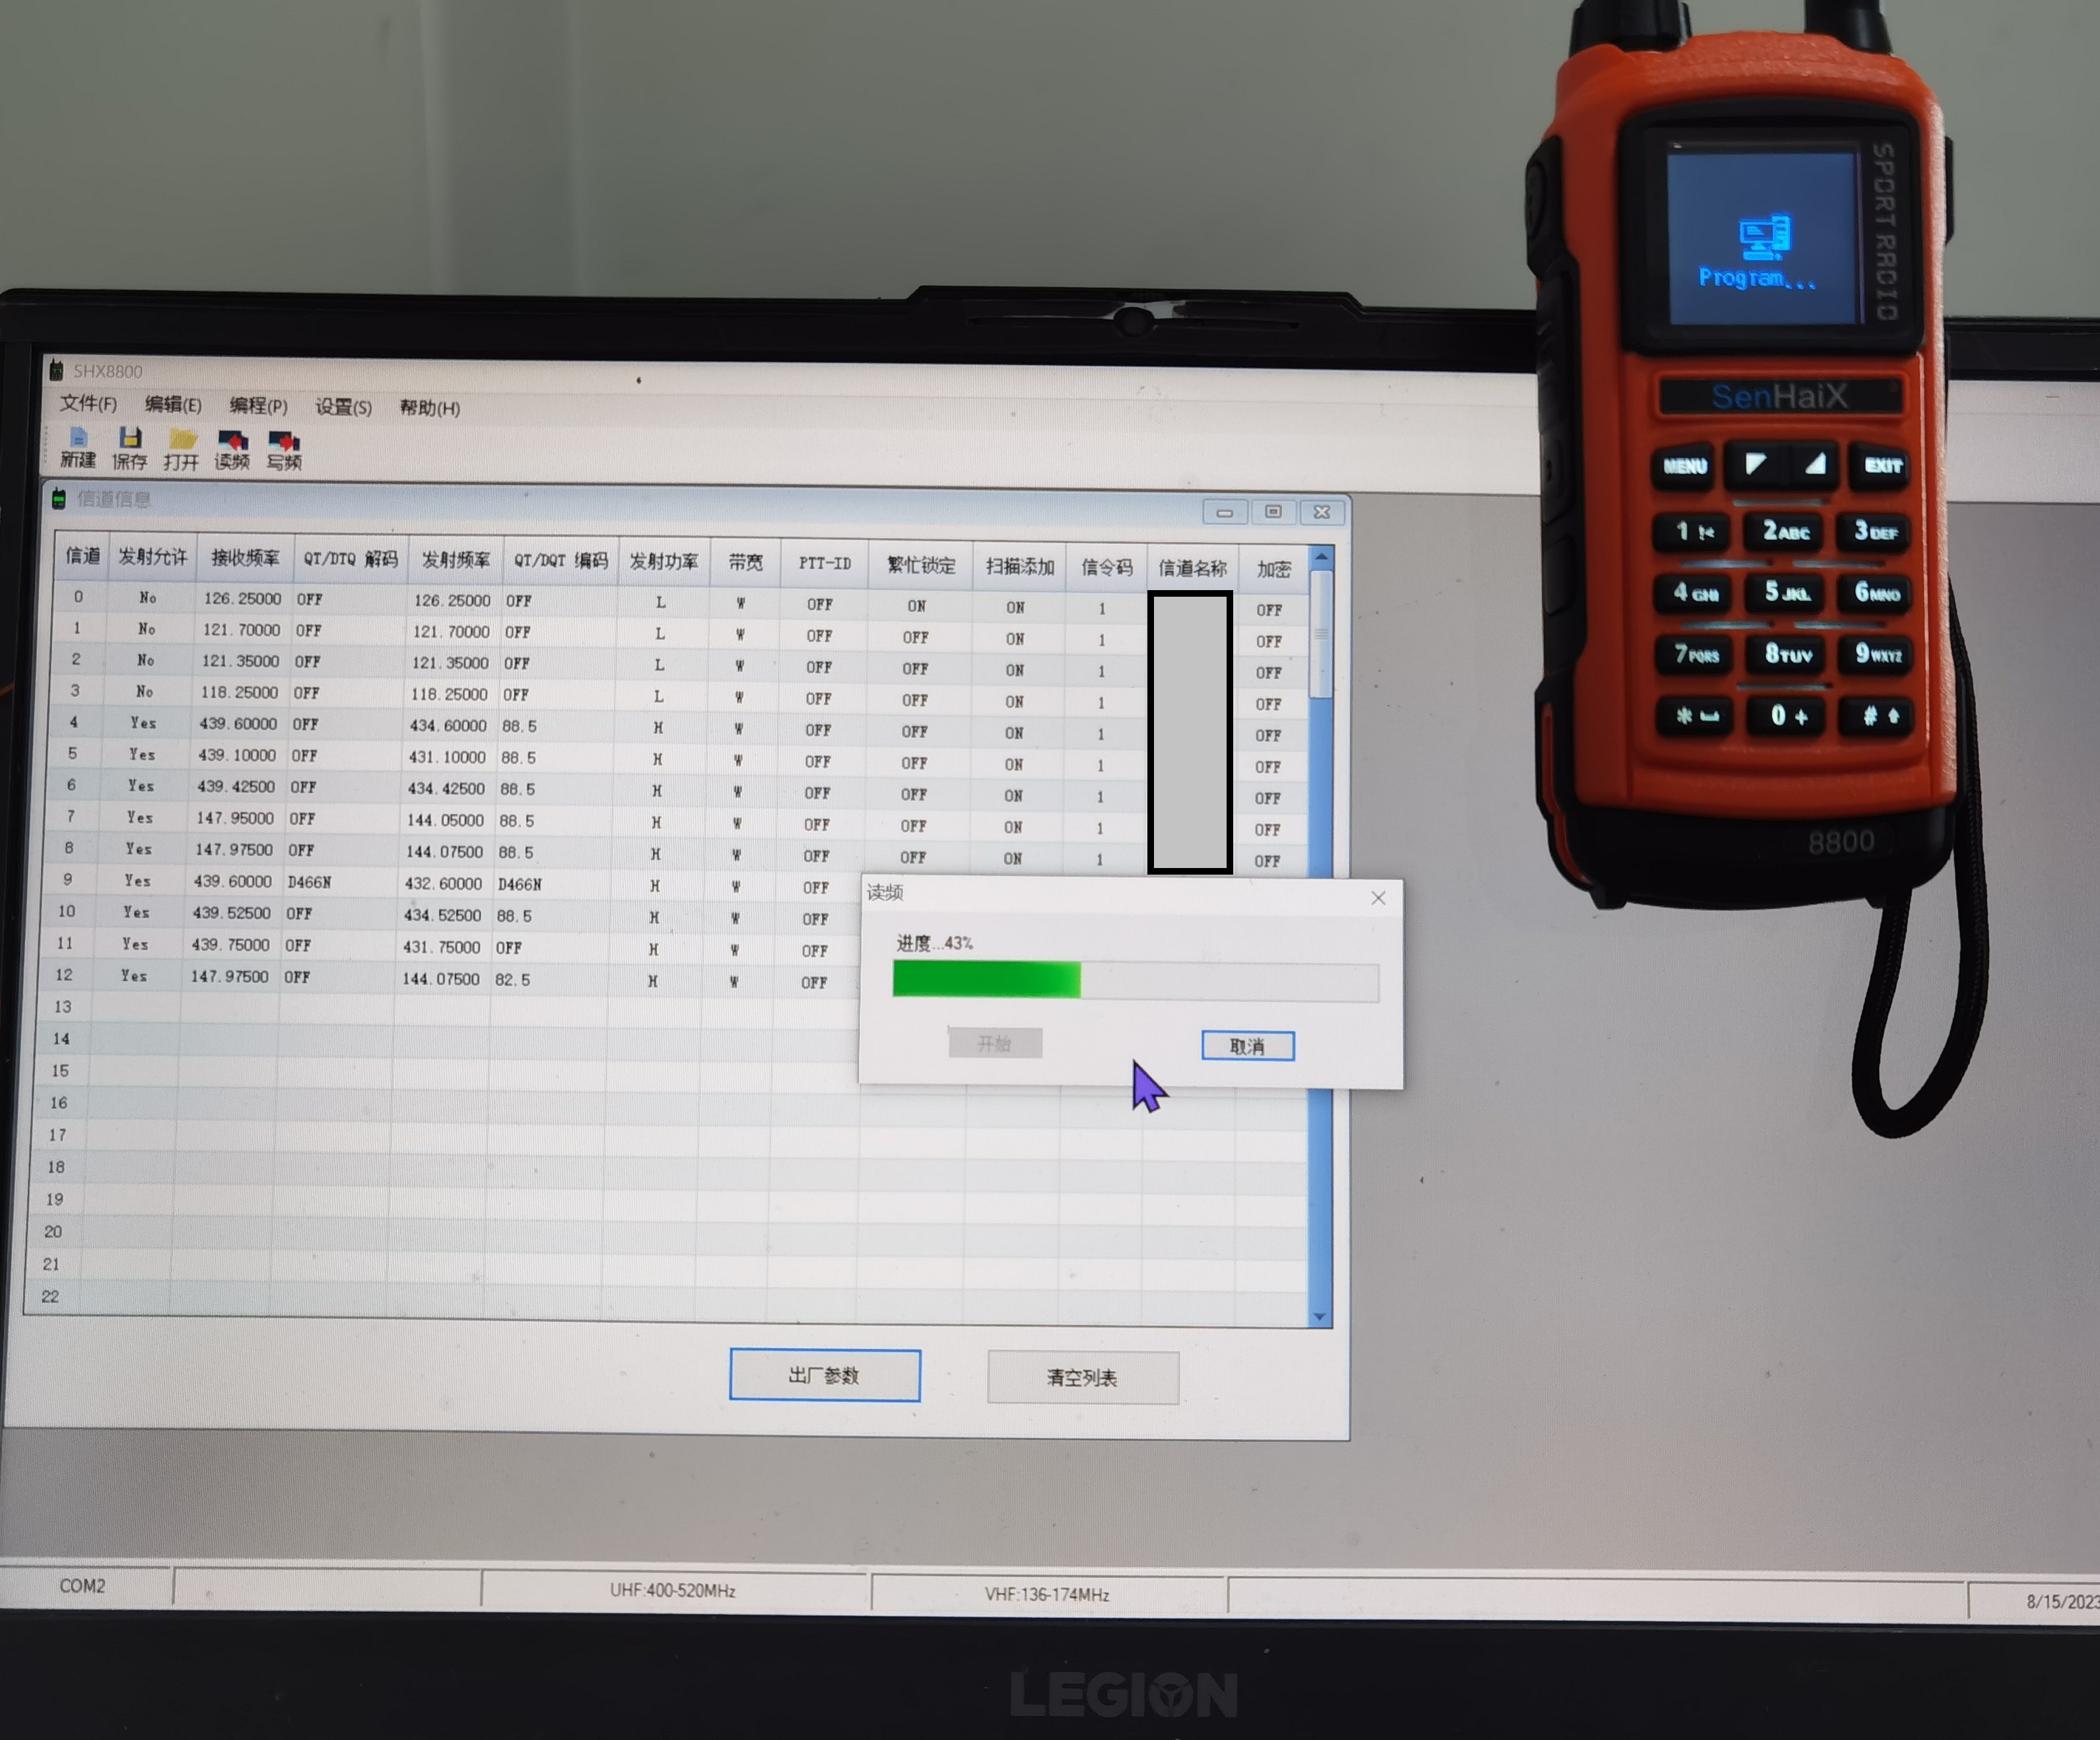 SPORT RADIO
Program...
SenHaiX
MENU EXIT
1 2ABC 3DEF
4GHI 5JKL 6MNO
7PQRS 8TUV 9WXYZ
* 0 + #
8800
SHX8800
文件(F) 编辑(E) 编程(P) 设置(S) 帮助(H)
新建 保存 打开 读频 写频
信道信息
信道 发射允许 接收频率 QT/DTQ 解码 发射频率 QT/DQT 编码 发射功率 带宽 PTT-ID 繁忙锁定 扫描添加 信令码 信道名称 加密
0 No 126.25000 OFF 126.25000 OFF L W OFF ON ON 1 OFF
1 No 121.70000 OFF 121.70000 OFF L W OFF OFF ON 1 OFF
2 No 121.35000 OFF 121.35000 OFF L W OFF OFF ON 1 OFF
3 No 118.25000 OFF 118.25000 OFF L W OFF OFF ON 1 OFF
4 Yes 439.60000 OFF 434.60000 88.5 H W OFF OFF ON 1 OFF
5 Yes 439.10000 OFF 431.10000 88.5 H W OFF OFF ON 1 OFF
6 Yes 439.42500 OFF 434.42500 88.5 H W OFF OFF ON 1 OFF
7 Yes 147.95000 OFF 144.05000 88.5 H W OFF OFF ON 1 OFF
8 Yes 147.97500 OFF 144.07500 88.5 H W OFF OFF ON 1 OFF
9 Yes 439.60000 D466N 432.60000 D466N H W OFF
10 Yes 439.52500 OFF 434.52500 88.5 H W OFF
11 Yes 439.75000 OFF 431.75000 OFF H W OFF
12 Yes 147.97500 OFF 144.07500 82.5 H W OFF
13
14
15
16
17
18
19
20
21
22
读频
进度...43%
开始 取消
出厂参数 清空列表
COM2 UHF:400-520MHz VHF:136-174MHz 8/15/2023
LEGION